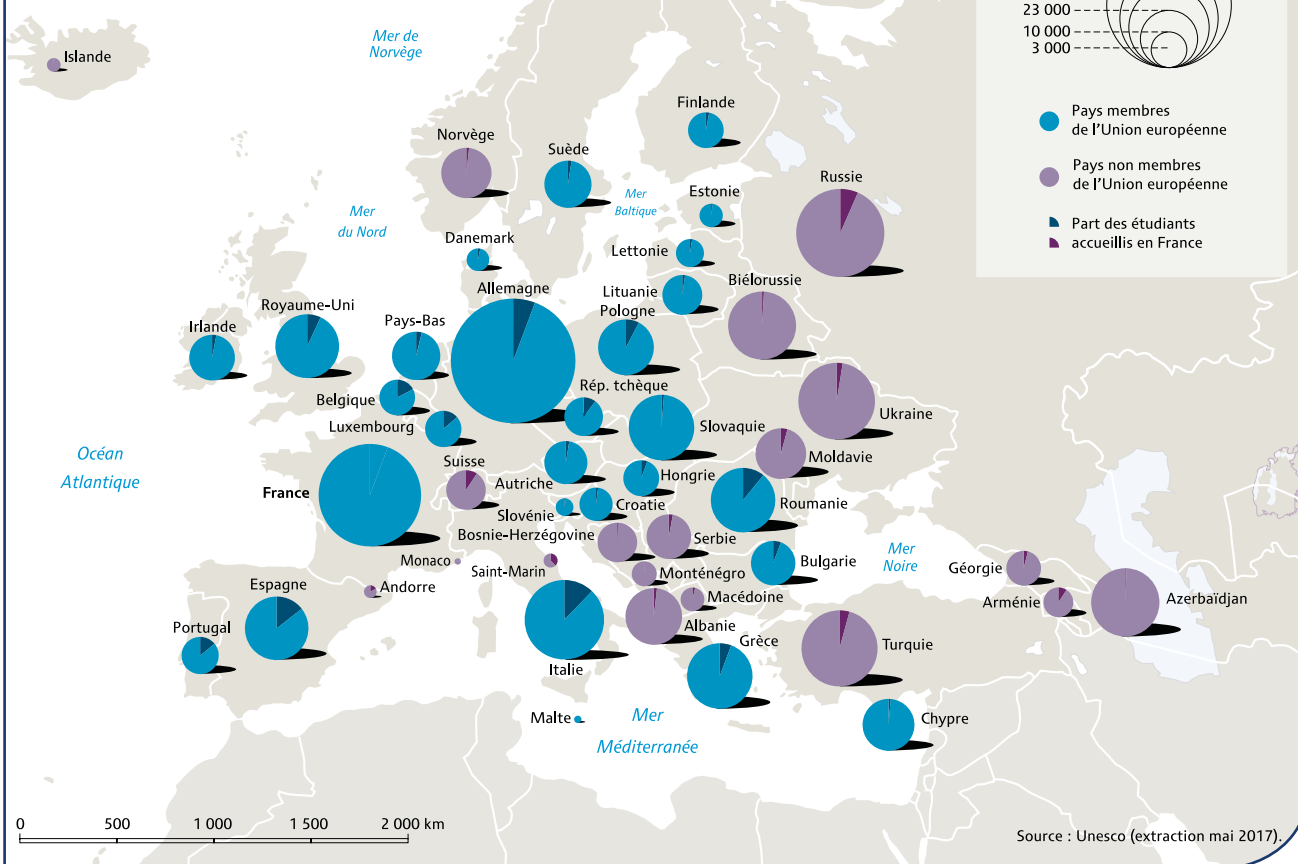 23 000
10 000
3 000
Pays membres
de l'Union européenne
Pays non membres
de l'Union européenne
Part des étudiants
accueillis en France
Islande
Mer de
Norvège
Finlande
Norvège
Suède
Russie
Mer
Baltique
Estonie
Mer
du Nord
Danemark
Lettonie
Biélorussie
Allemagne
Lituanie
Royaume-Uni
Pologne
Irlande
Pays-Bas
Rép. tchèque
Belgique
Ukraine
Luxembourg
Slovaquie
Océan
Atlantique
Suisse
Moldavie
Autriche
Hongrie
France
Roumanie
Croatie
Slovénie
Bosnie-Herzégovine
Serbie
Mer
Noire
Monaco
Bulgarie
Saint-Marin
Monténégro
Géorgie
Espagne
Andorre
Macédoine
Arménie
Azerbaïdjan
Portugal
Albanie
Grèce
Turquie
Italie
Malte
Mer
Méditerranée
Chypre
0 500 1 000 1 500 2 000 km
Source : Unesco (extraction mai 2017).